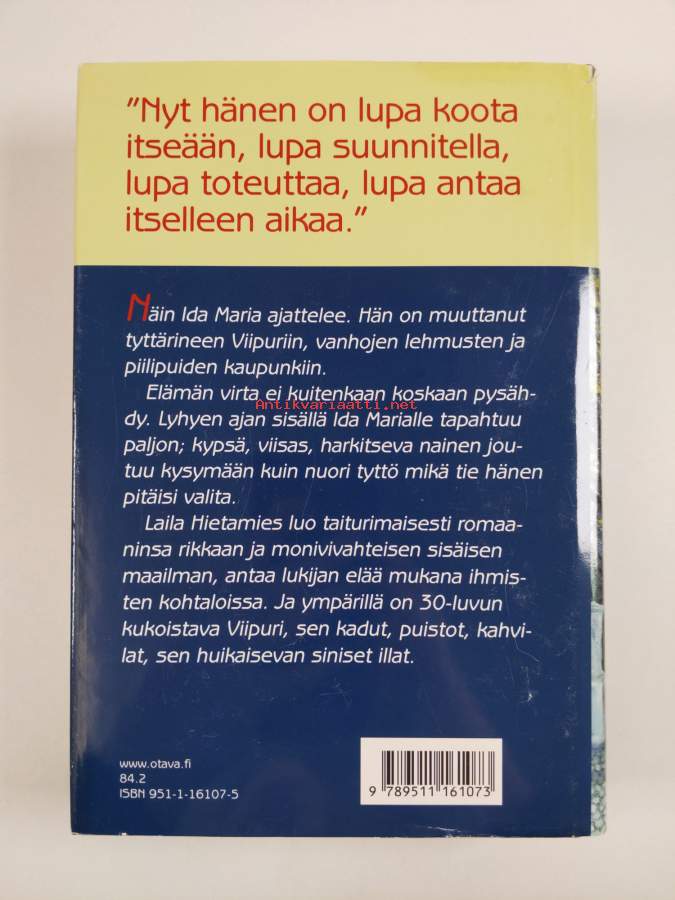 "Nyt hänen on lupa koota
itseään, lupa suunnitella,
lupa toteuttaa, lupa antaa
itselleen aikaa."
Näin Ida Maria ajattelee. Hän on muuttanut
tyttärineen Viipuriin, vanhojen lehmusten ja
piilipuiden kaupunkiin.
Elämän virta ei kuitenkaan koskaan pysäh-
Antikvariaatti.net
dy. Lyhyen ajan sisällä Ida Marialle tapahtuu
paljon; kypsä, viisas, harkitseva nainen jou-
tuu kysymään kuin nuori tyttö mikä tie hänen
pitäisi valita.
Laila Hietamies luo taiturimaisesti romaa-
ninsa rikkaan ja monivivahteisen sisäisen
maailman, antaa lukijan elää mukana ihmis-
ten kohtaloissa. Ja ympärillä on 30-luvun
kukoistava Viipuri, sen kadut, puistot, kahvi-
lat, sen huikaisevan siniset illat.
www.otava.fi
84.2
ISBN 951-1-16107-5
9 789511 161073